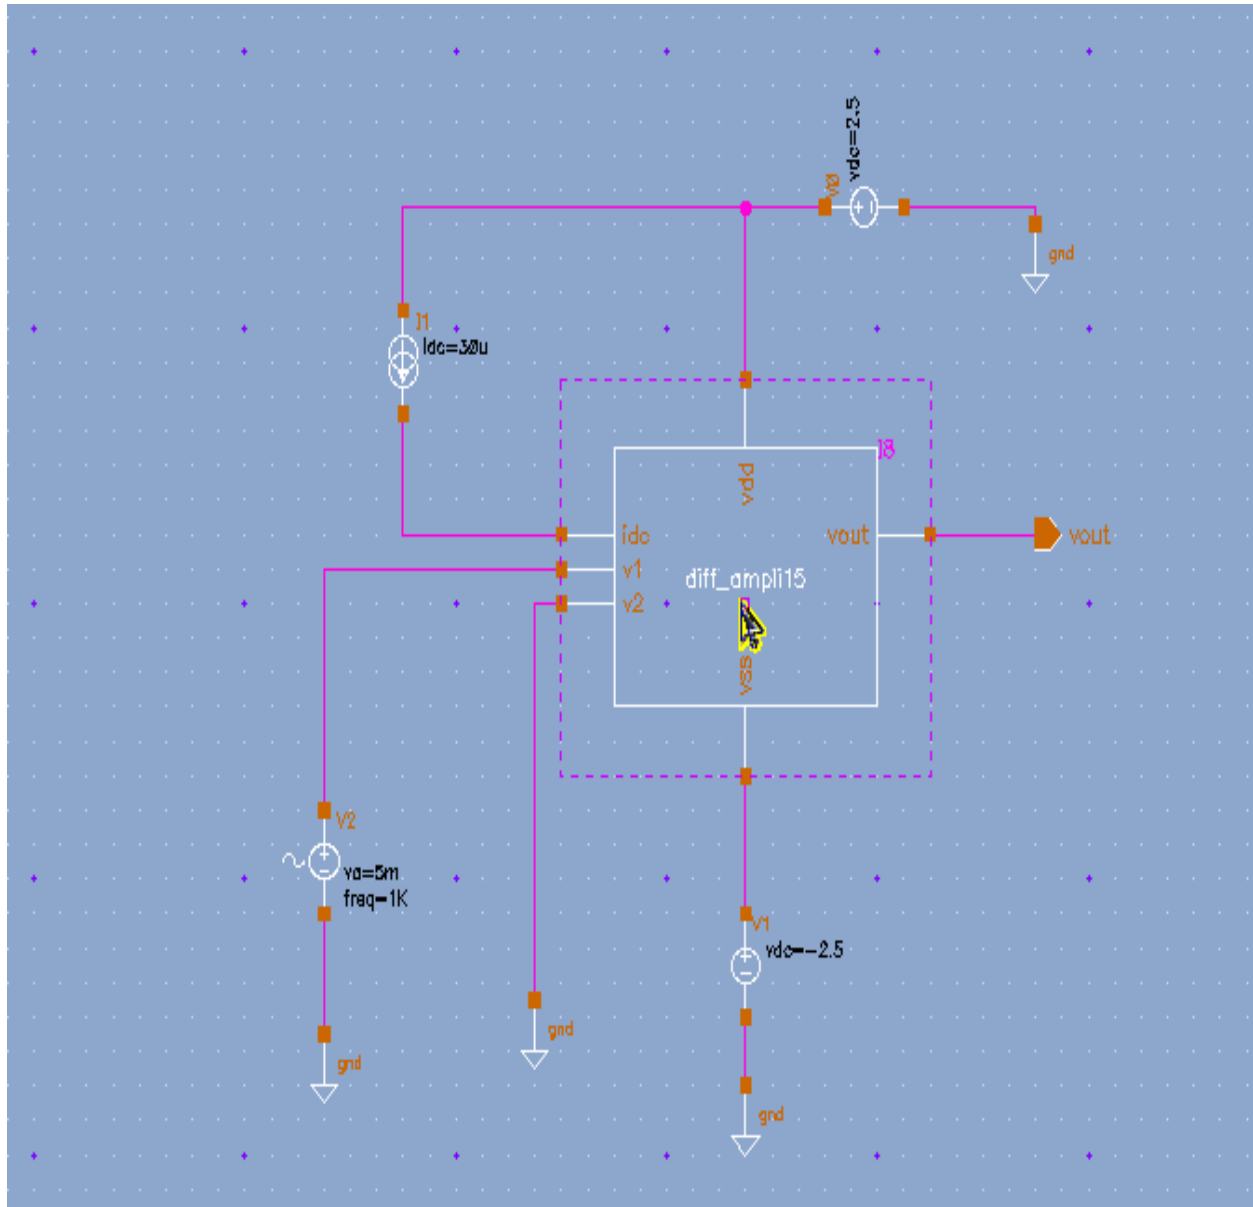 vdc=2.5
V0
gnd
I1
idc=30u
I8
vdd
idc
vout
vout
v1
diff_ampli15
v2
vss
V2
va=5m
freq=1K
V1
vdc=-2.5
gnd
gnd
gnd